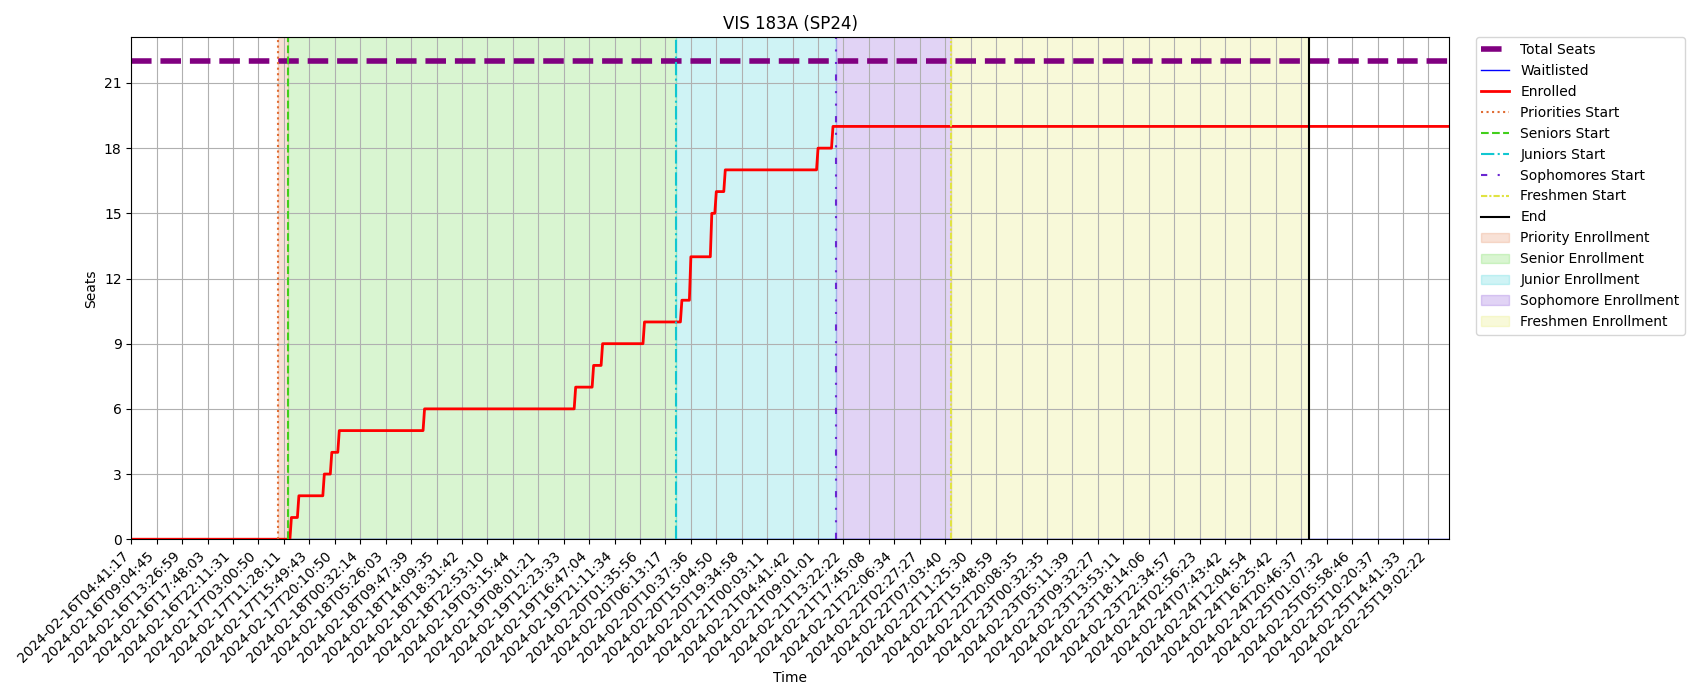 VIS 183A (SP24)
Seats
21
18
15
12
9
6
3
0
2024-02-16T04:41:17
2024-02-16T09:04:45
2024-02-16T13:26:59
2024-02-16T17:48:03
2024-02-16T22:11:31
2024-02-17T03:00:50
2024-02-17T11:28:11
2024-02-17T15:49:43
2024-02-17T20:10:50
2024-02-18T00:32:14
2024-02-18T05:26:03
2024-02-18T09:47:39
2024-02-18T14:09:35
2024-02-18T18:31:42
2024-02-18T22:53:10
2024-02-19T03:15:44
2024-02-19T08:01:21
2024-02-19T12:23:33
2024-02-19T16:47:04
2024-02-19T21:11:34
2024-02-20T01:35:56
2024-02-20T06:13:17
2024-02-20T10:37:36
2024-02-20T15:04:50
2024-02-20T19:34:58
2024-02-21T00:03:11
2024-02-21T04:41:42
2024-02-21T09:01:01
2024-02-21T13:22:22
2024-02-21T17:45:08
2024-02-21T22:06:34
2024-02-22T02:27:27
2024-02-22T07:03:40
2024-02-22T11:25:30
2024-02-22T15:48:59
2024-02-22T20:08:35
2024-02-23T00:32:35
2024-02-23T05:11:39
2024-02-23T09:32:27
2024-02-23T13:53:11
2024-02-23T18:14:06
2024-02-23T22:34:57
2024-02-24T02:56:23
2024-02-24T07:43:42
2024-02-24T12:04:54
2024-02-24T16:25:42
2024-02-24T20:46:37
2024-02-25T01:07:32
2024-02-25T05:58:46
2024-02-25T10:20:37
2024-02-25T14:41:33
2024-02-25T19:02:22
Time
Total Seats
Waitlisted
Enrolled
Priorities Start
Seniors Start
Juniors Start
Sophomores Start
Freshmen Start
End
Priority Enrollment
Senior Enrollment
Junior Enrollment
Sophomore Enrollment
Freshmen Enrollment